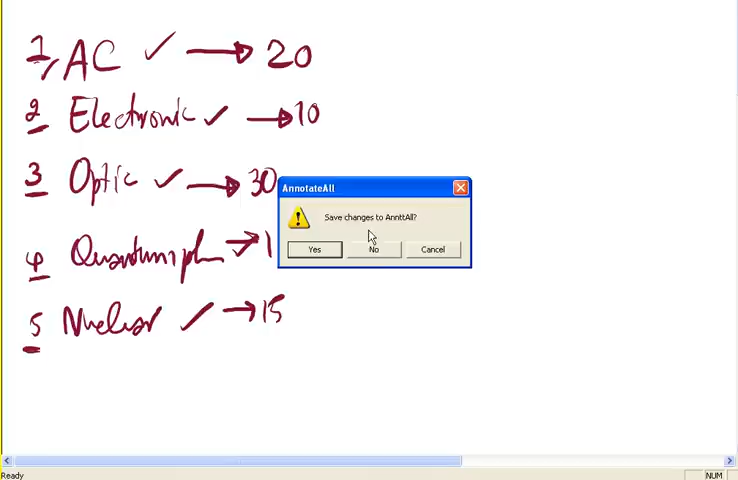 1, AC ✓ → 20
2 Electronic ✓ → 10
3 Optic ✓ → 30
AnnotateAll
Save changes to AnnttAll?
Yes No Cancel
4 Quantum ph → 1
5 Nuclear ✓ → 15
Ready NUM